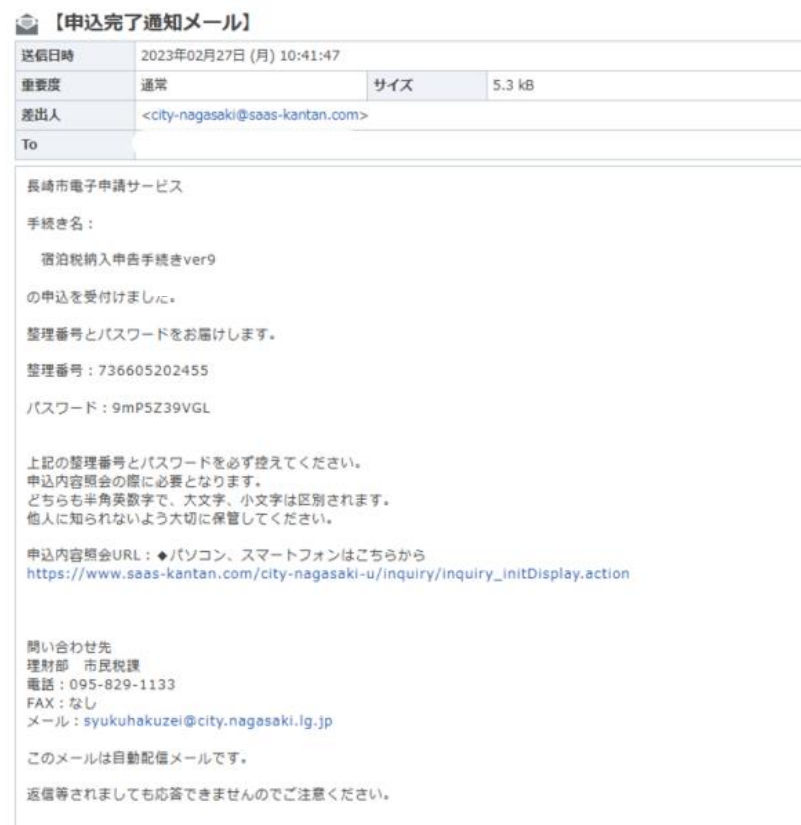 【申込完了通知メール】
送信日時 2023年02月27日 (月) 10:41:47
重要度 通常 サイズ 5.3 kB
差出人 <city-nagasaki@saas-kantan.com>
To
長崎市電子申請サービス
手続き名：
宿泊税納入申告手続きver9
の申込を受付けました。
整理番号とパスワードをお届けします。
整理番号：736605202455
パスワード：9mP5Z39VGL
上記の整理番号とパスワードを必ず控えてください。
申込内容照会の際に必要となります。
どちらも半角英数字で、大文字、小文字は区別されます。
他人に知られないよう大切に保管してください。
申込内容照会URL：◆パソコン、スマートフォンはこちらから
https://www.saas-kantan.com/city-nagasaki-u/inquiry/inquiry_initDisplay.action
問い合わせ先
理財部　市民税課
電話：095-829-1133
FAX：なし
メール：syukuhakuzei@city.nagasaki.lg.jp
このメールは自動配信メールです。
返信等されましても応答できませんのでご注意ください。